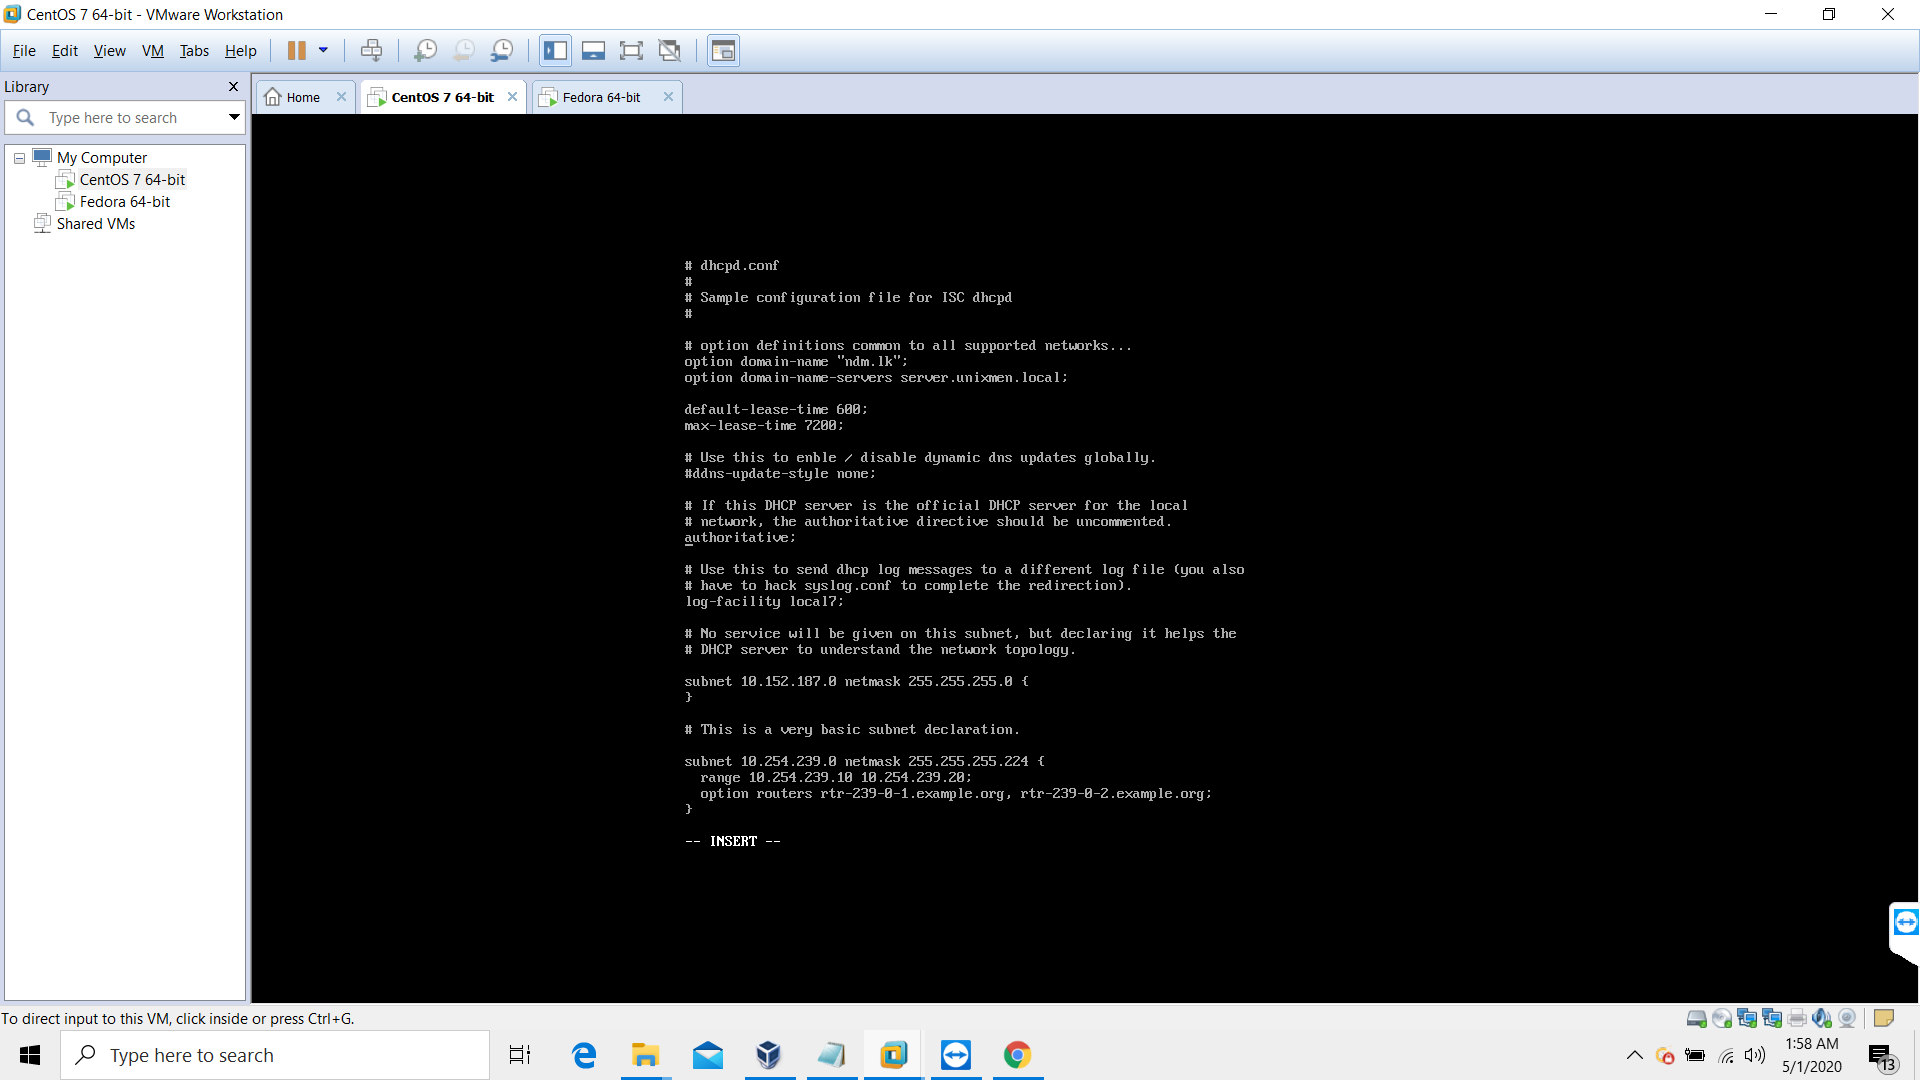 CentOS 7 64-bit - VMware Workstation
File Edit View VM Tabs Help
Library
Type here to search
My Computer
CentOS 7 64-bit
Fedora 64-bit
Shared VMs
Home
CentOS 7 64-bit
Fedora 64-bit
# dhcpd.conf
#
# Sample configuration file for ISC dhcpd
#
# option definitions common to all supported networks...
option domain-name "ndm.lk";
option domain-name-servers server.unixmen.local;
default-lease-time 600;
max-lease-time 7200;
# Use this to enble / disable dynamic dns updates globally.
#ddns-update-style none;
# If this DHCP server is the official DHCP server for the local
# network, the authoritative directive should be uncommented.
authoritative;
# Use this to send dhcp log messages to a different log file (you also
# have to hack syslog.conf to complete the redirection).
log-facility local7;
# No service will be given on this subnet, but declaring it helps the
# DHCP server to understand the network topology.
subnet 10.152.187.0 netmask 255.255.255.0 {
}
# This is a very basic subnet declaration.
subnet 10.254.239.0 netmask 255.255.255.224 {
  range 10.254.239.10 10.254.239.20;
  option routers rtr-239-0-1.example.org, rtr-239-0-2.example.org;
}
-- INSERT --
To direct input to this VM, click inside or press Ctrl+G.
Type here to search
1:58 AM
5/1/2020
13